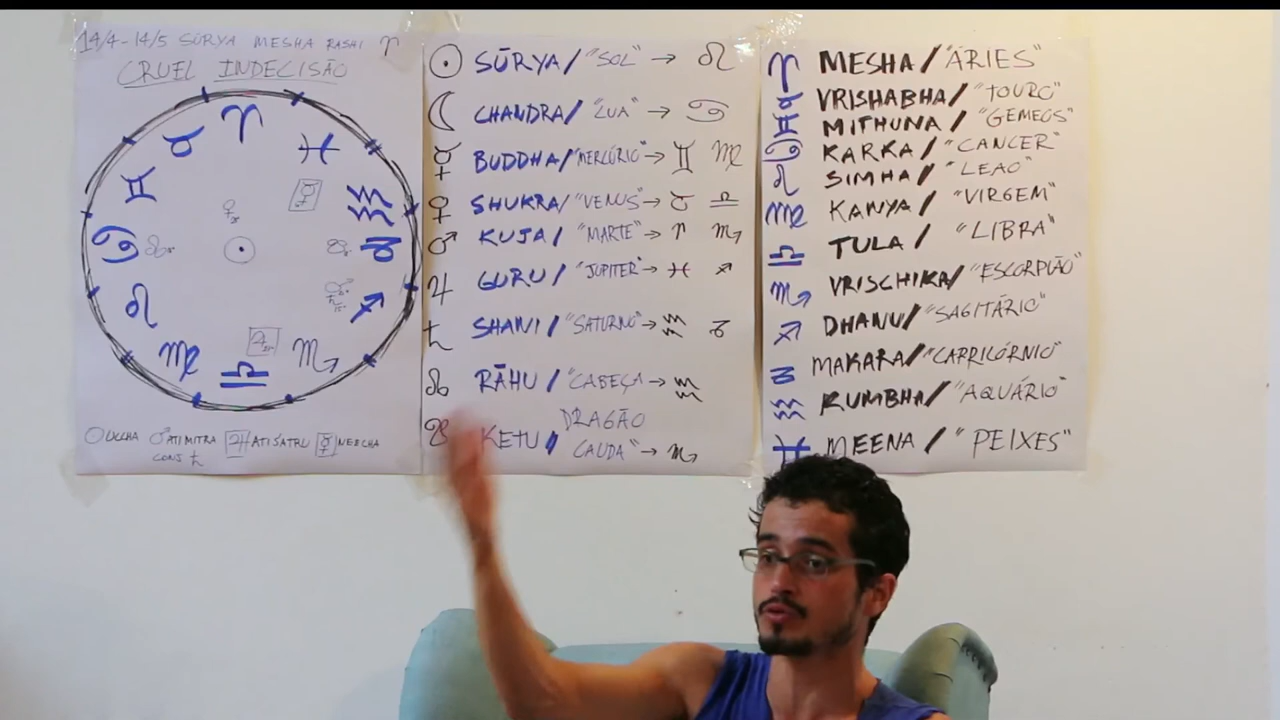 14/4-14/5 SŪRYA MESHA RASHI ♈
CRUEL INDECISÃO
♈
♉ ♓
♊ ☿
♀ ♒
♋ ☊ ☉ ♑
♌ ♐
♍ ♃ ♏
♎
UCCHA ♂ ATIMITRA ♃ ATISATRU ☿ NEECHA
CONS ♄
☉ SŪRYA / "SOL" → ♌
☾ CHANDRA / "LUA" → ♋
☿ BUDDHA / "MERCÚRIO" → ♊ ♍
♀ SHUKRA / "VENUS" → ♉ ♎
♂ KUJA / "MARTE" → ♈ ♏
♃ GURU / "JUPITER" → ♓ ♐
♄ SHANI / "SATURNO" → ♒ ♑
☊ RĀHU / "CABEÇA → ♒
DRAGÃO
☋ KETU / CAUDA" → ♏
♈ MESHA / "ÁRIES"
♉ VRISHABHA / "TOURO"
♊ MITHUNA / "GEMEOS"
♋ KARKA / "CANCER"
♌ SIMHA / "LEAO"
♍ KANYA / "VIRGEM"
♎ TULA / "LIBRA"
♏ VRISCHIKA / "ESCORPIÃO"
♐ DHANU / "SAGITÁRIO"
♑ MAKARA / "CAPRICÓRNIO"
♒ KUMBHA / "AQUÁRIO"
♓ MEENA / "PEIXES"